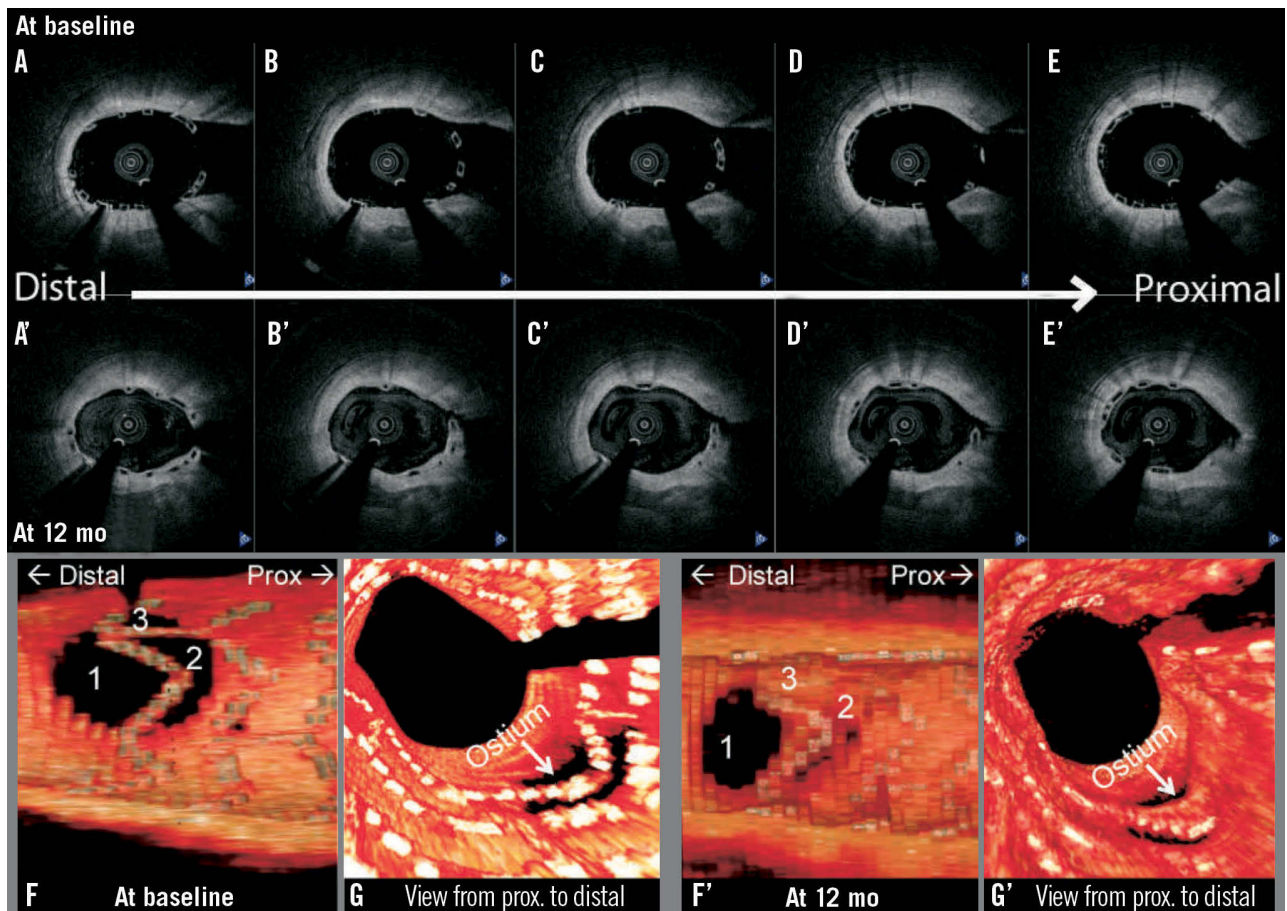 At baseline
A
B
C
D
E
Distal
Proximal
A'
B'
C'
D'
E'
At 12 mo
← Distal
Prox →
3
2
1
F
At baseline
Ostium
G
View from prox. to distal
← Distal
Prox →
3
2
1
F'
At 12 mo
Ostium
G'
View from prox. to distal